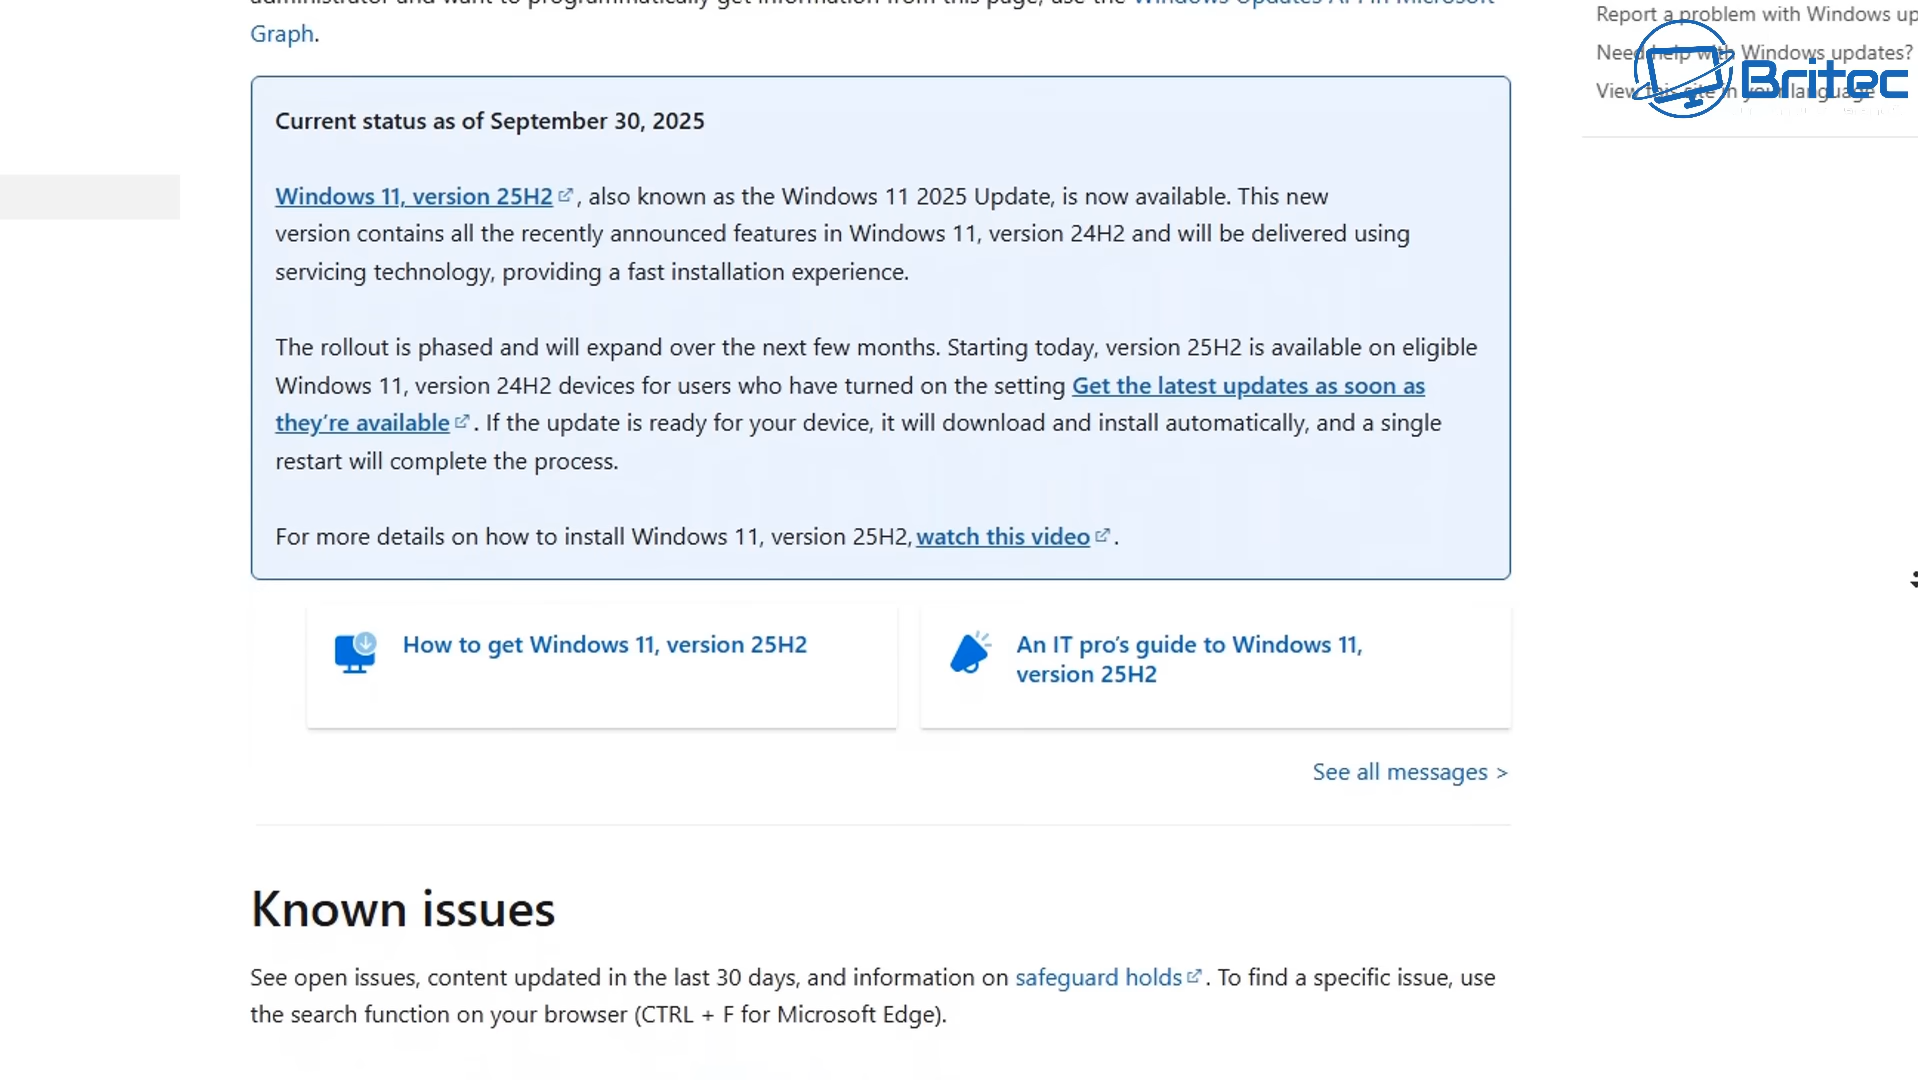 Graph.
Report a problem with Windows up
Need help with Windows updates?
View this site in your language
Britec
Current status as of September 30, 2025
Windows 11, version 25H2, also known as the Windows 11 2025 Update, is now available. This new
version contains all the recently announced features in Windows 11, version 24H2 and will be delivered using
servicing technology, providing a fast installation experience.
The rollout is phased and will expand over the next few months. Starting today, version 25H2 is available on eligible
Windows 11, version 24H2 devices for users who have turned on the setting Get the latest updates as soon as
they’re available. If the update is ready for your device, it will download and install automatically, and a single
restart will complete the process.
For more details on how to install Windows 11, version 25H2, watch this video.
How to get Windows 11, version 25H2
An IT pro’s guide to Windows 11,
version 25H2
See all messages >
Known issues
See open issues, content updated in the last 30 days, and information on safeguard holds. To find a specific issue, use
the search function on your browser (CTRL + F for Microsoft Edge).